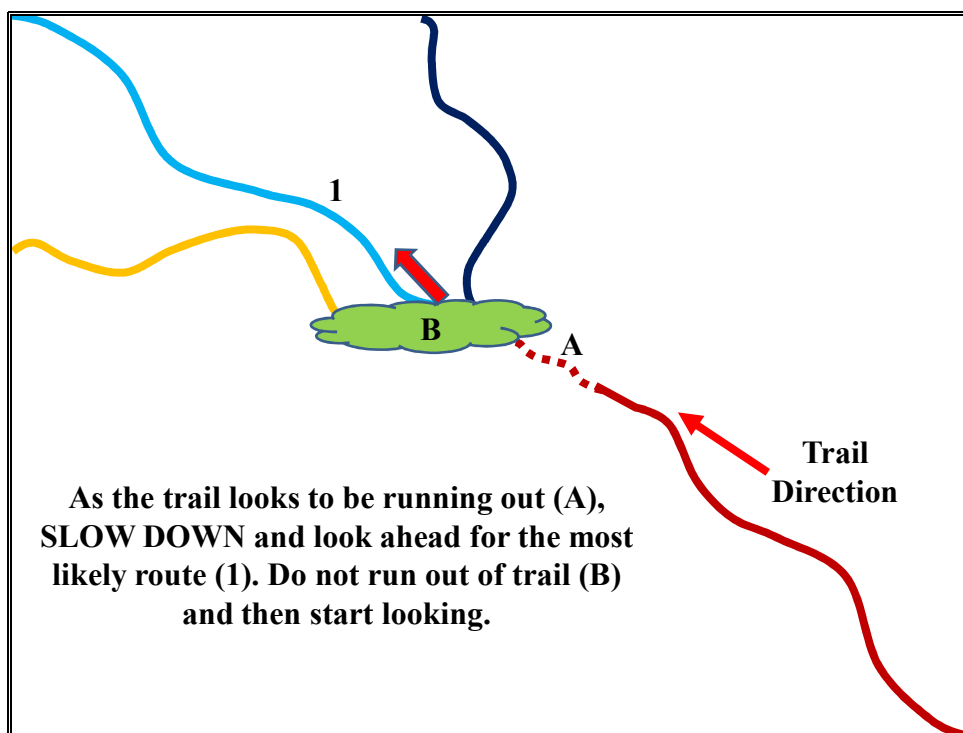 1
B
A
Trail
Direction
As the trail looks to be running out (A),
SLOW DOWN and look ahead for the most
likely route (1). Do not run out of trail (B)
and then start looking.